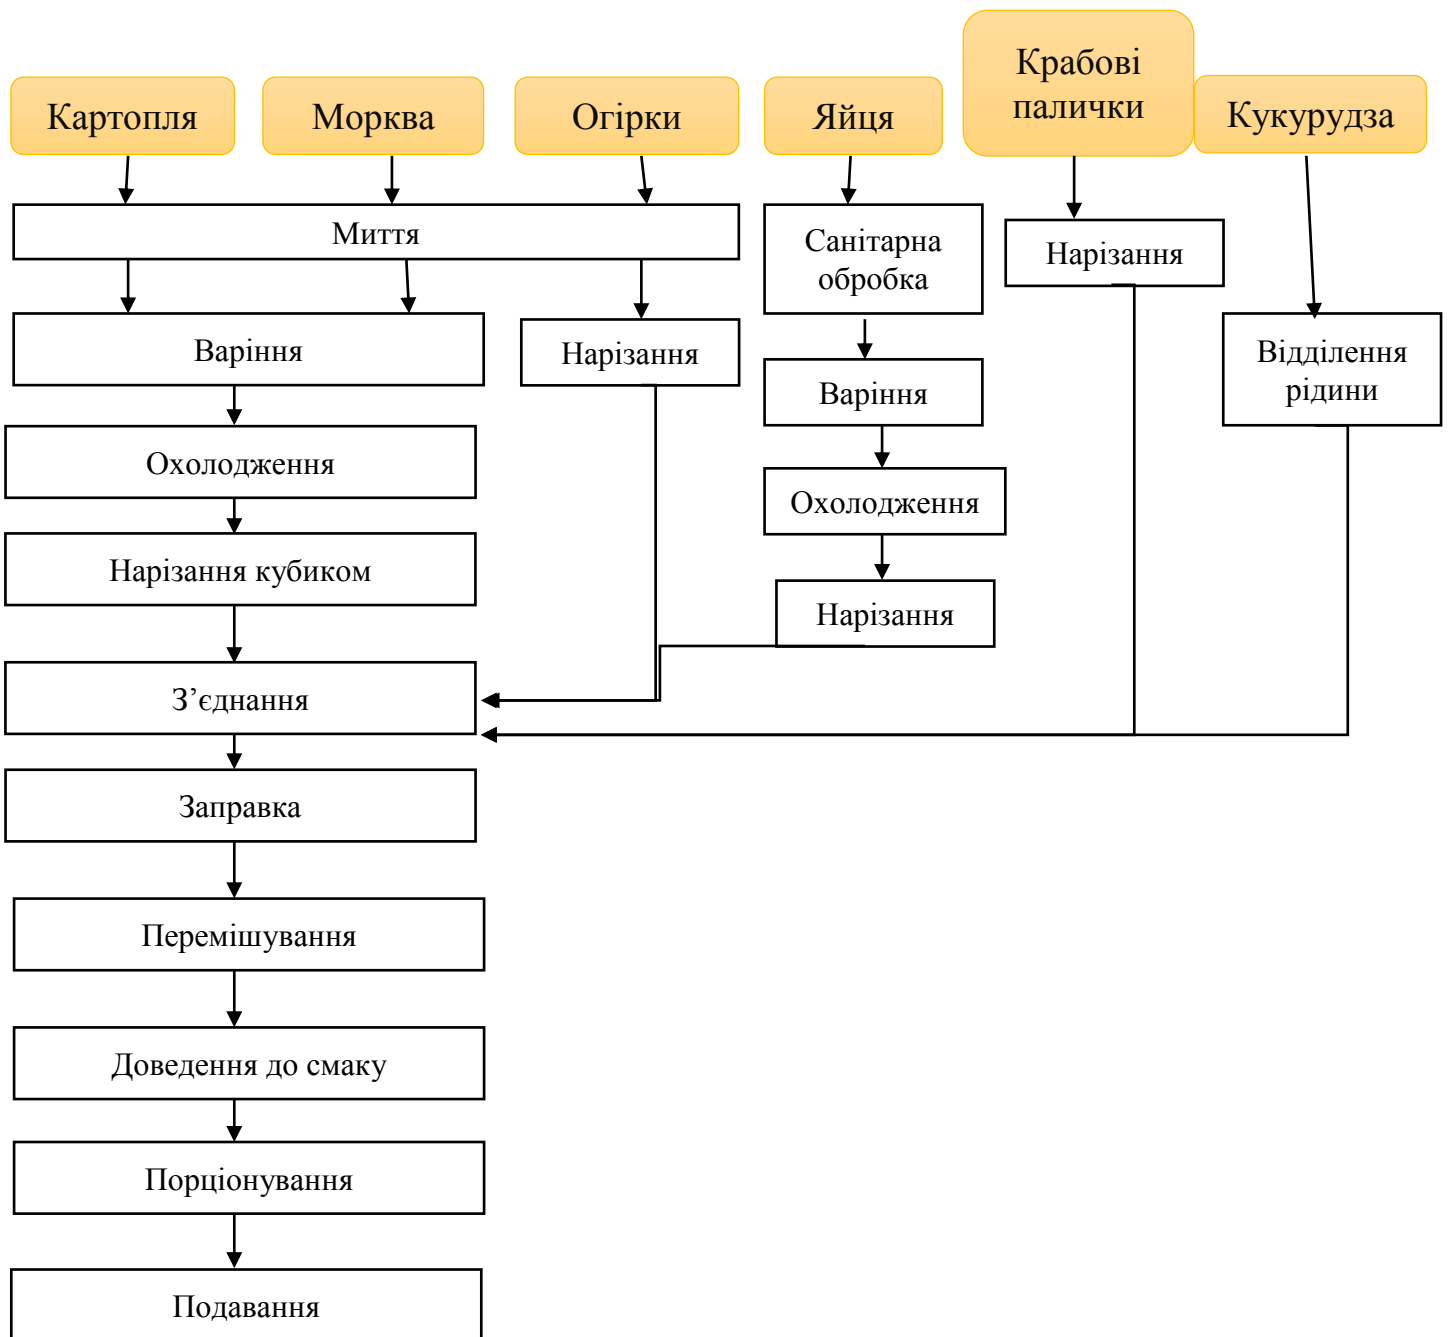 Картопля
Морква
Огірки
Яйця
Крабові
палички
Кукурудза
Миття
Санітарна
обробка
Нарізання
Варіння
Нарізання
Відділення
рідини
Варіння
Охолодження
Охолодження
Нарізання кубиком
Нарізання
З’єднання
Заправка
Перемішування
Доведення до смаку
Порціонування
Подавання